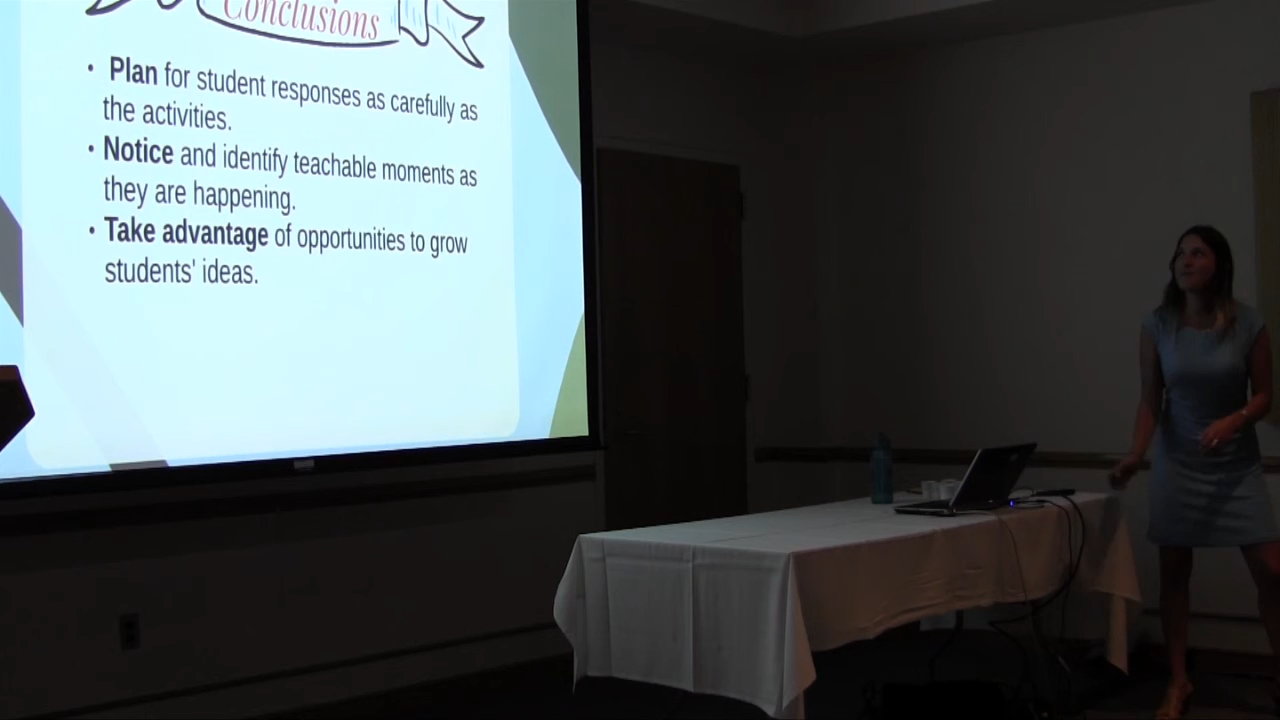 Conclusions
• Plan for student responses as carefully as
the activities.
• Notice and identify teachable moments as
they are happening.
• Take advantage of opportunities to grow
students' ideas.